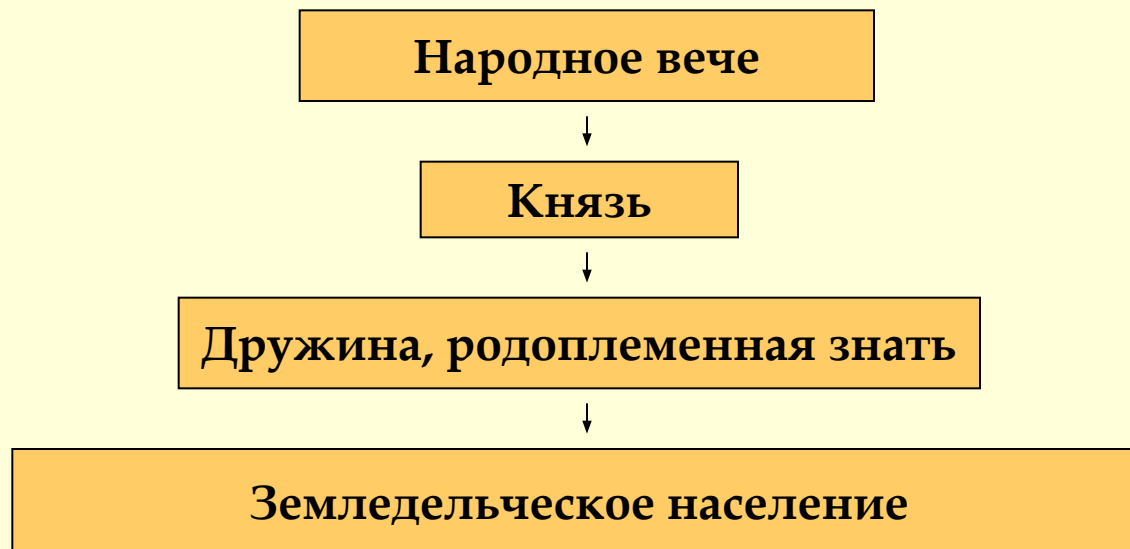 Народное вече
Князь
Дружина, родоплеменная знать
Земледельческое население